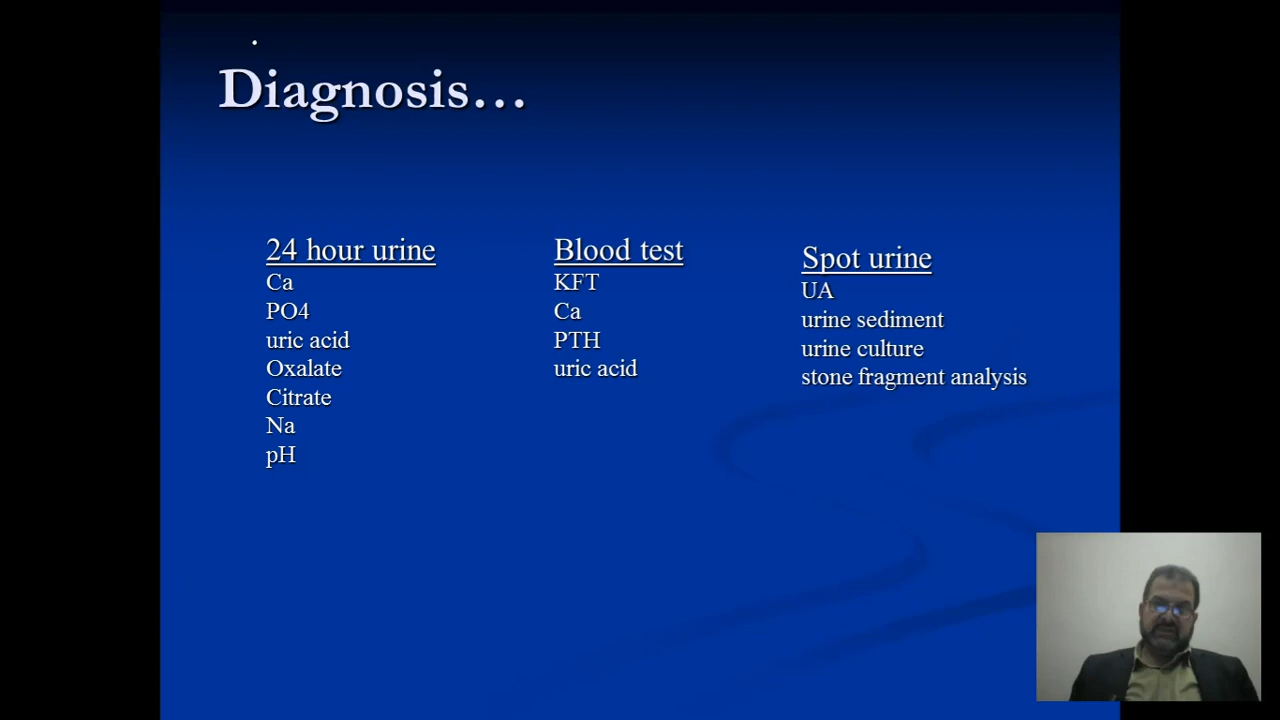 Diagnosis…
24 hour urine
Ca
PO4
uric acid
Oxalate
Citrate
Na
pH
Blood test
KFT
Ca
PTH
uric acid
Spot urine
UA
urine sediment
urine culture
stone fragment analysis